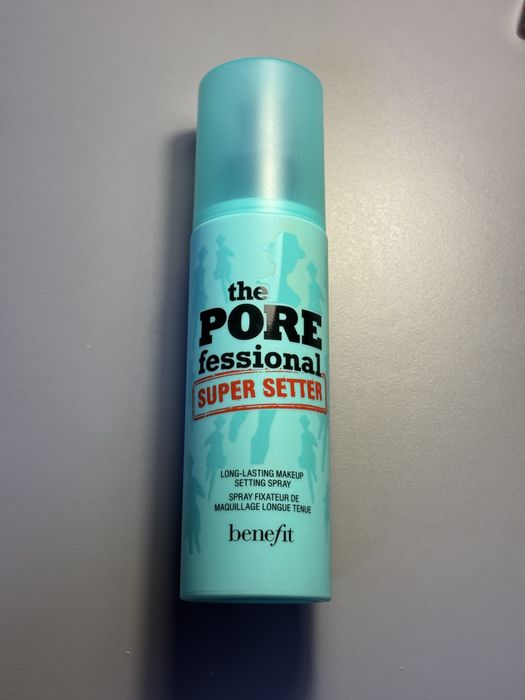 the
PORE
fessional
SUPER SETTER
LONG-LASTING MAKEUP
SETTING SPRAY
SPRAY FIXATEUR DE
MAQUILLAGE LONGUE TENUE
benefit